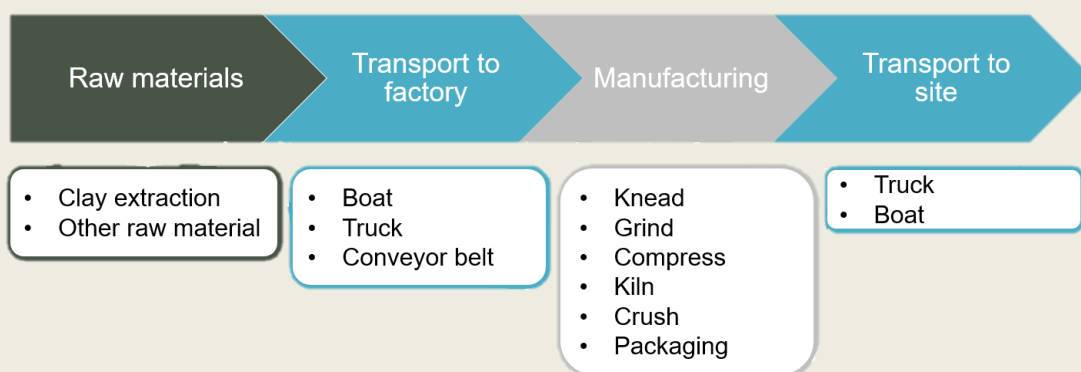 Raw materials
Transport to
factory
Manufacturing
Transport to
site
• Clay extraction
• Other raw material
• Boat
• Truck
• Conveyor belt
• Knead
• Grind
• Compress
• Kiln
• Crush
• Packaging
• Truck
• Boat